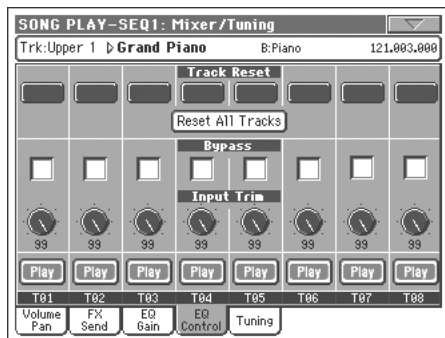 SONG PLAY-SEQ1: Mixer/Tuning
Trk:Upper 1 ▷Grand Piano B:Piano 121.003.000
Track Reset
Reset All Tracks
Bypass
Input Trim
99 99 99 99 99 99 99 99
Play Play Play Play Play Play Play Play
T01 T02 T03 T04 T05 T06 T07 T08
Volume Pan FX Send EQ Gain EQ Control Tuning